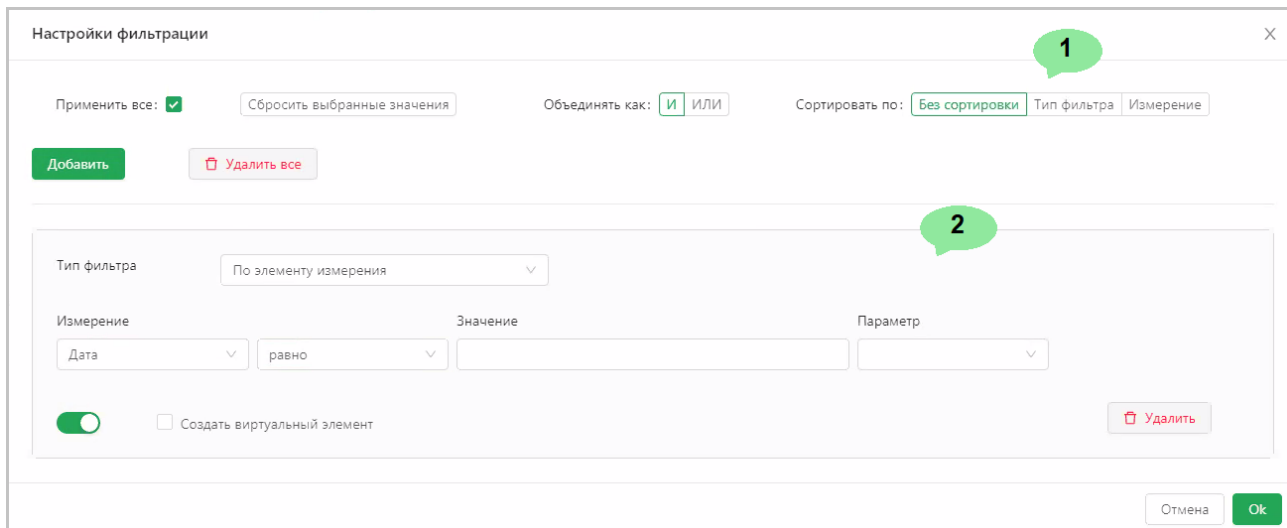 Настройки фильтрации
1
Применить все: Сбросить выбранные значения Объединять как: И ИЛИ Сортировать по: Без сортировки Тип фильтра Измерение
Добавить Удалить все
2
Тип фильтра По элементу измерения
Измерение Значение Параметр
Дата равно
Создать виртуальный элемент Удалить
Отмена Ok